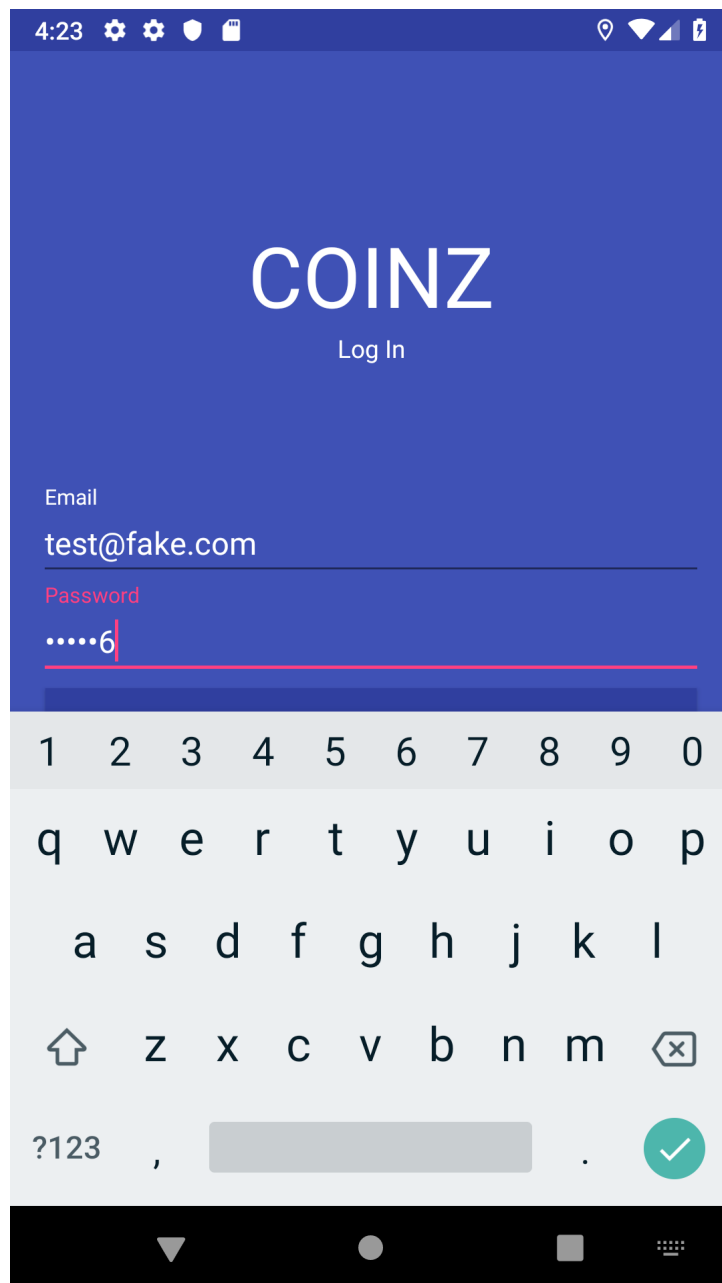 4:23
COINZ
Log In
Email
test@fake.com
Password
•••••6
1 2 3 4 5 6 7 8 9 0
q w e r t y u i o p
a s d f g h j k l
z x c v b n m
?123 , .